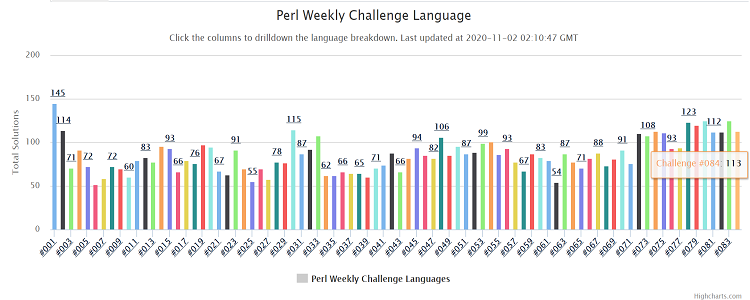 Perl Weekly Challenge Language
Click the columns to drilldown the language breakdown. Last updated at 2020-11-02 02:10:47 GMT
200
150
100
50
0
Total Solutions
145 114 71 72 72 60 83 93 66 76 91 67 55 78 115 87 62 66 65 71 66 94 82 106 87 99 93 67 83 54 87 71 88 91 108 93 123 112
Challenge #084: 113
#001 #003 #005 #007 #009 #011 #013 #015 #017 #019 #021 #023 #025 #027 #029 #031 #033 #035 #037 #039 #041 #043 #045 #047 #049 #051 #053 #055 #057 #059 #061 #063 #065 #067 #069 #071 #073 #075 #077 #079 #081 #083
Perl Weekly Challenge Languages
Highcharts.com